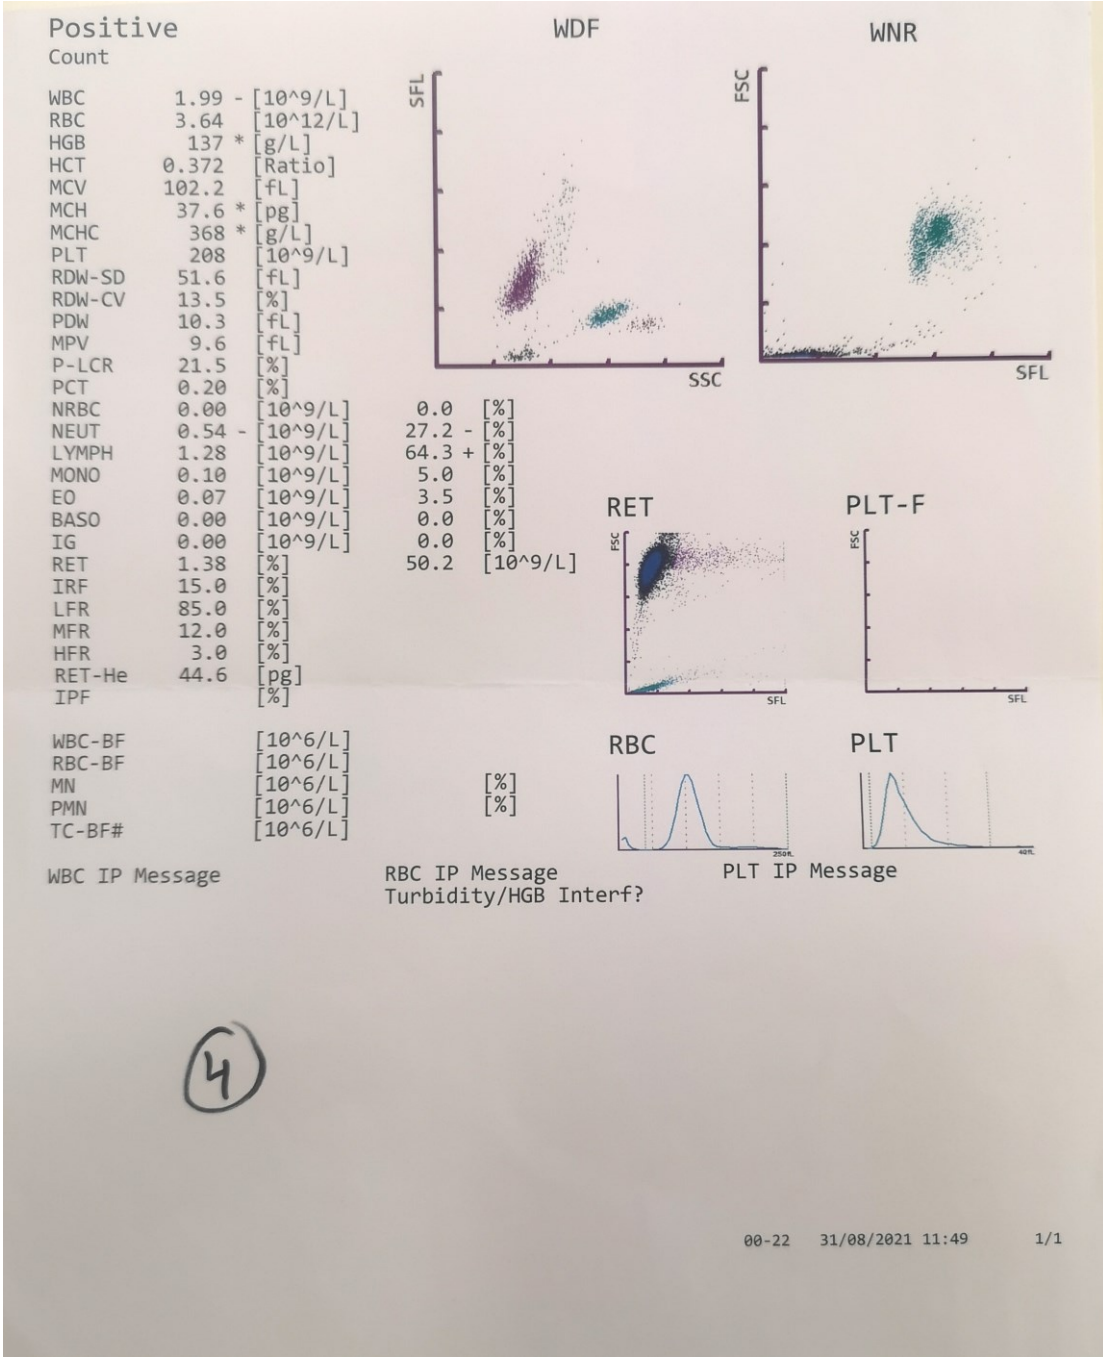 Positive
Count
WDF
WNR
WBC 1.99 - [10^9/L]
RBC 3.64 [10^12/L]
HGB 137 * [g/L]
HCT 0.372 [Ratio]
MCV 102.2 [fL]
MCH 37.6 * [pg]
MCHC 368 * [g/L]
PLT 208 [10^9/L]
RDW-SD 51.6 [fL]
RDW-CV 13.5 [%]
PDW 10.3 [fL]
MPV 9.6 [fL]
P-LCR 21.5 [%]
PCT 0.20 [%]
NRBC 0.00 [10^9/L] 0.0 [%]
NEUT 0.54 - [10^9/L] 27.2 - [%]
LYMPH 1.28 [10^9/L] 64.3 + [%]
MONO 0.10 [10^9/L] 5.0 [%]
EO 0.07 [10^9/L] 3.5 [%]
BASO 0.00 [10^9/L] 0.0 [%]
IG 0.00 [10^9/L] 0.0 [%]
RET 1.38 [%] 50.2 [10^9/L]
IRF 15.0 [%]
LFR 85.0 [%]
MFR 12.0 [%]
HFR 3.0 [%]
RET-He 44.6 [pg]
IPF [%]
WBC-BF [10^6/L]
RBC-BF [10^6/L]
MN [10^6/L] [%]
PMN [10^6/L] [%]
TC-BF# [10^6/L]
SFL
SSC
FSC
SFL
RET
FSC
SFL
PLT-F
FSC
SFL
RBC
250fL
PLT
40fL
WBC IP Message
RBC IP Message
Turbidity/HGB Interf?
PLT IP Message
4
00-22 31/08/2021 11:49 1/1